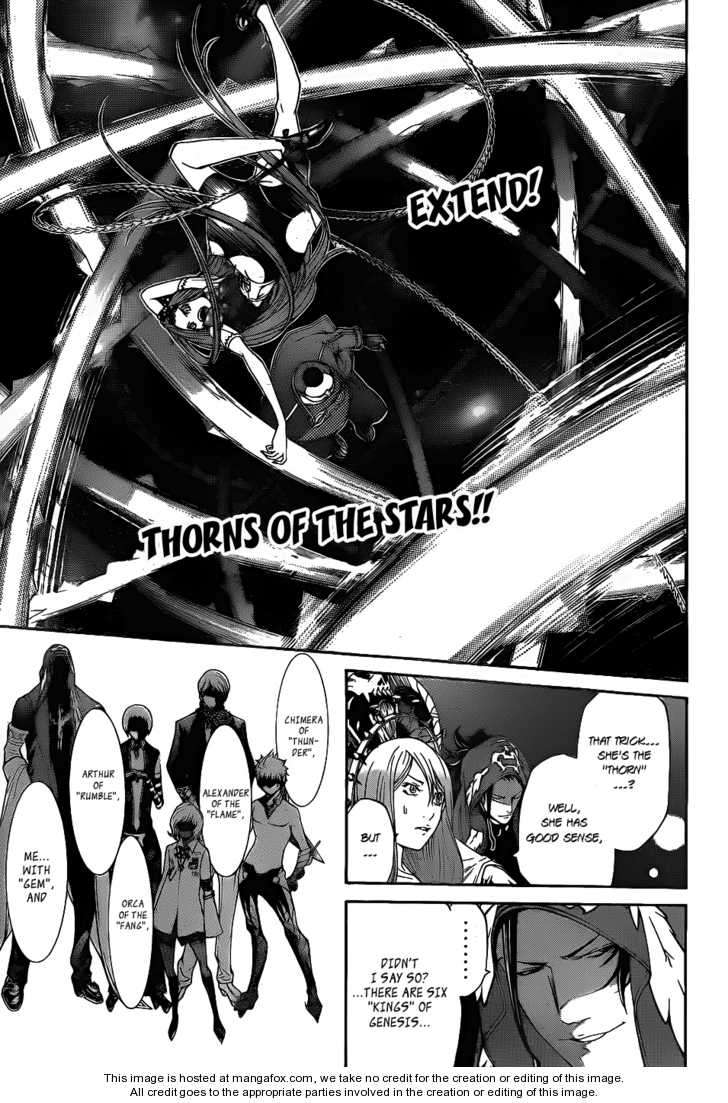 EXTEND!
THORNS OF THE STARS!!
THAT TRICK...
SHE'S THE
"THORN"
...?
WELL,
SHE HAS
GOOD SENSE,
BUT
...
......
DIDN'T
I SAY SO?
...THERE ARE SIX
"KINGS" OF
GENESIS...
CHIMERA
OF
"THUN-
DER",
ALEXANDER
OF THE
"FLAME",
ARTHUR
OF
"RUMBLE",
ORCA
OF THE
"FANG",
ME...
WITH
"GEM",
AND
This image is hosted at mangafox.com, we take no credit for the creation or editing of this image.
All credit goes to the appropriate parties involved in the creation or editing of this image.